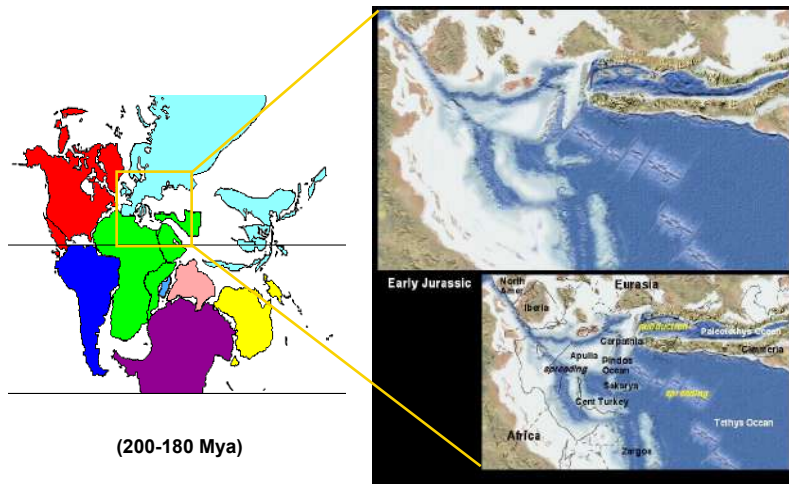 (200-180 Mya)
Early Jurassic
North
Amer
Iberia
Eurasia
subduction
Paleotethys Ocean
Carpathia
Cimmeria
Apulia
Pindos
Ocean
spreading
Sakarya
spreading
Cent Turkey
Tethys Ocean
Africa
Zargos